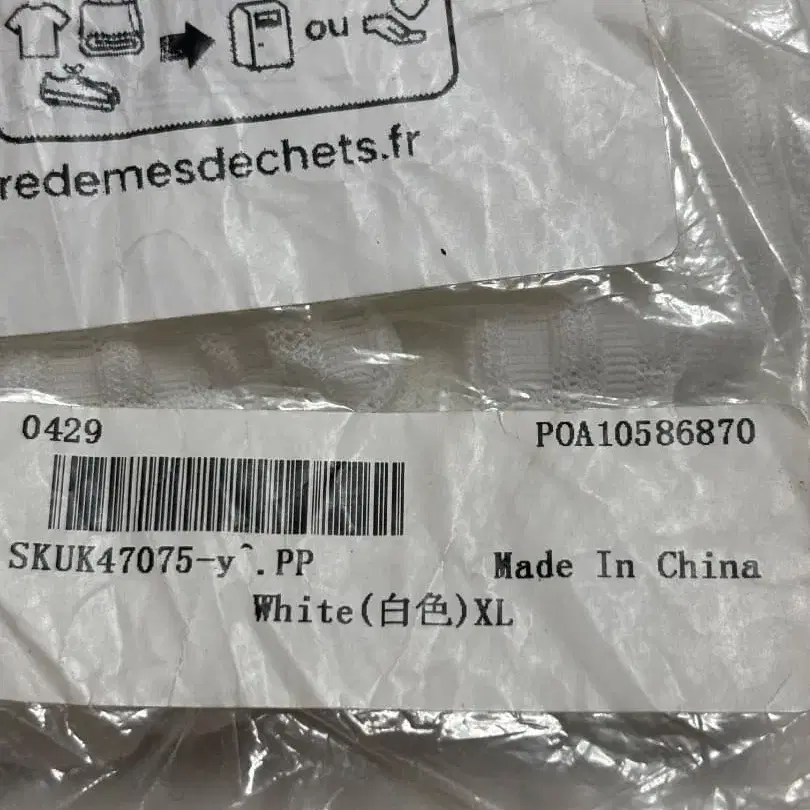 ou
redemesdechets.fr
0429
POA10586870
SKUK47075-y^.PP
Made In China
White(白色)XL